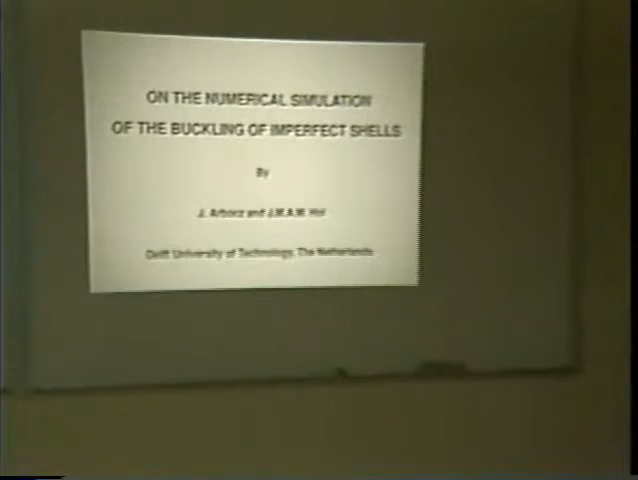 ON THE NUMERICAL SIMULATION
OF THE BUCKLING OF IMPERFECT SHELLS
By
J. Arbocz and J.M.A.M. Hol
Delft University of Technology, The Netherlands